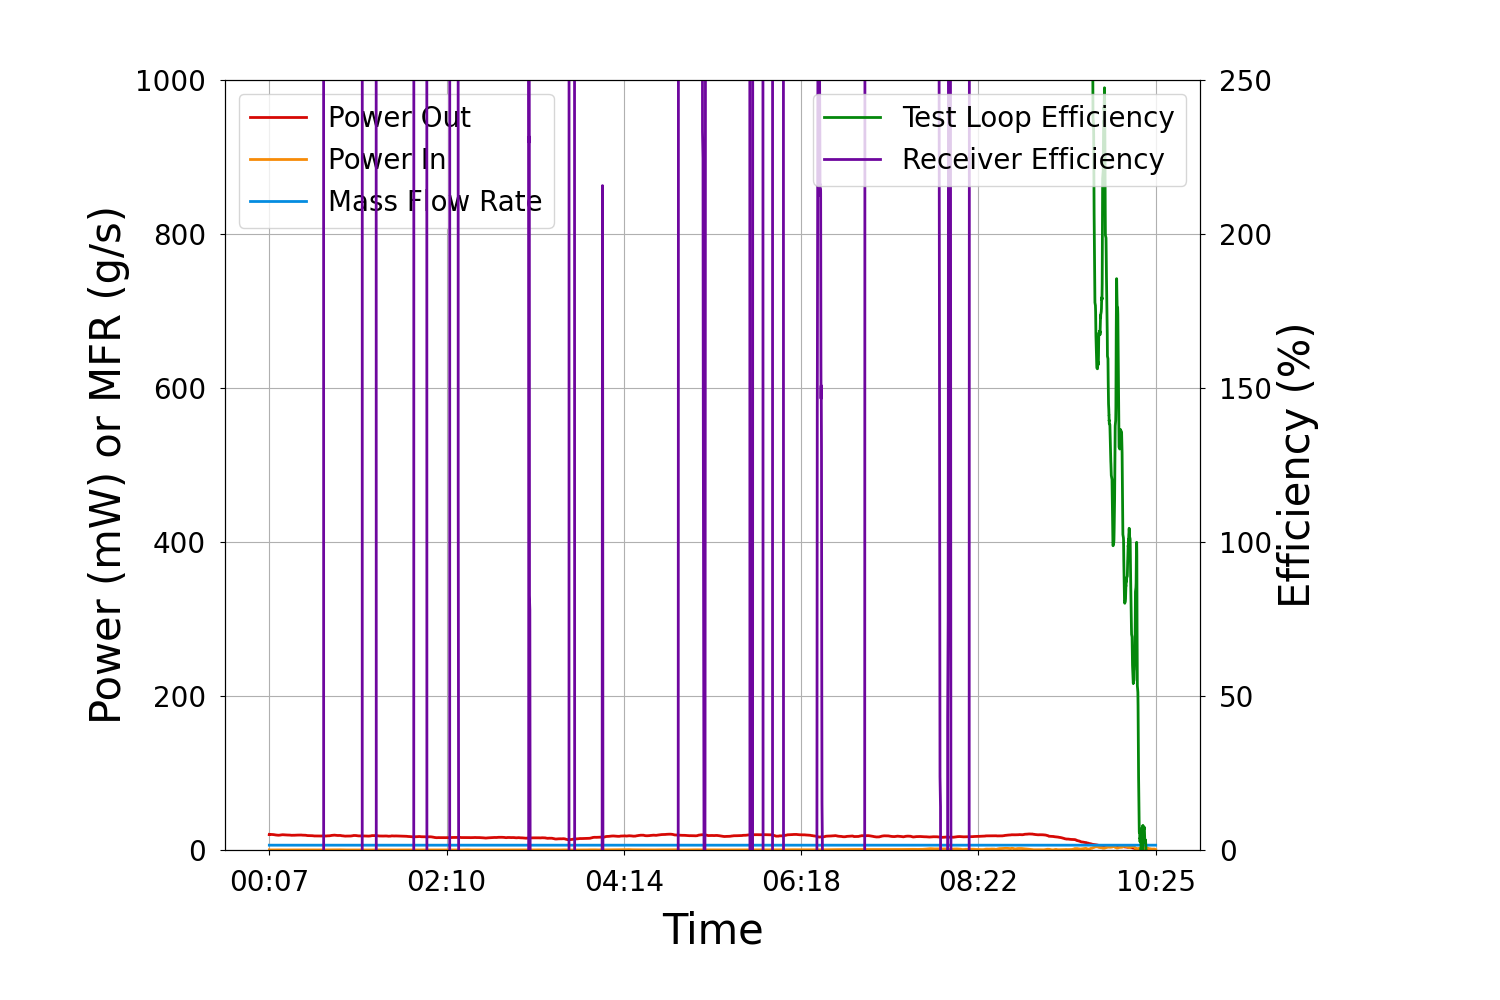 1000
800
600
400
200
0
Power (mW) or MFR (g/s)
Power Out
Power In
Mass Flow Rate
Test Loop Efficiency
Receiver Efficiency
250
200
150
100
50
0
Efficiency (%)
00:07 02:10 04:14 06:18 08:22 10:25
Time